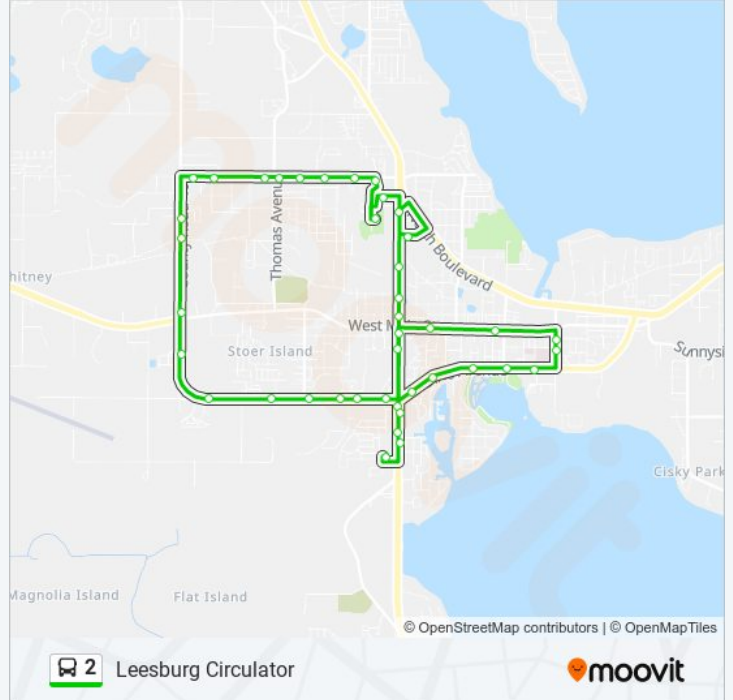 Thomas Avenu
h Boulevard
hitney
West M
Stoer Island
Sunnysi
Cisky Park
Magnolia Island
Flat Island
© OpenStreetMap contributors | © OpenMapTiles
2 Leesburg Circulator
moovit